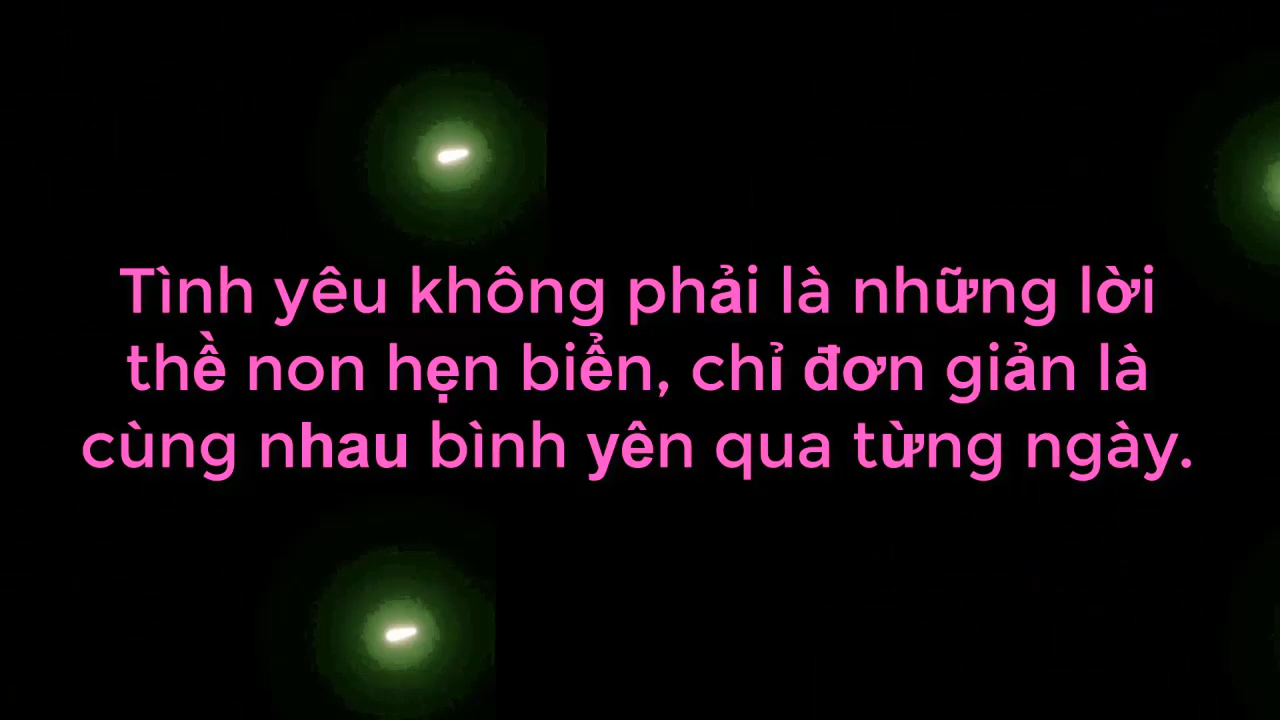 Tình yêu không phải là những lời
thề non hẹn biển, chỉ đơn giản là
cùng nhau bình yên qua từng ngày.